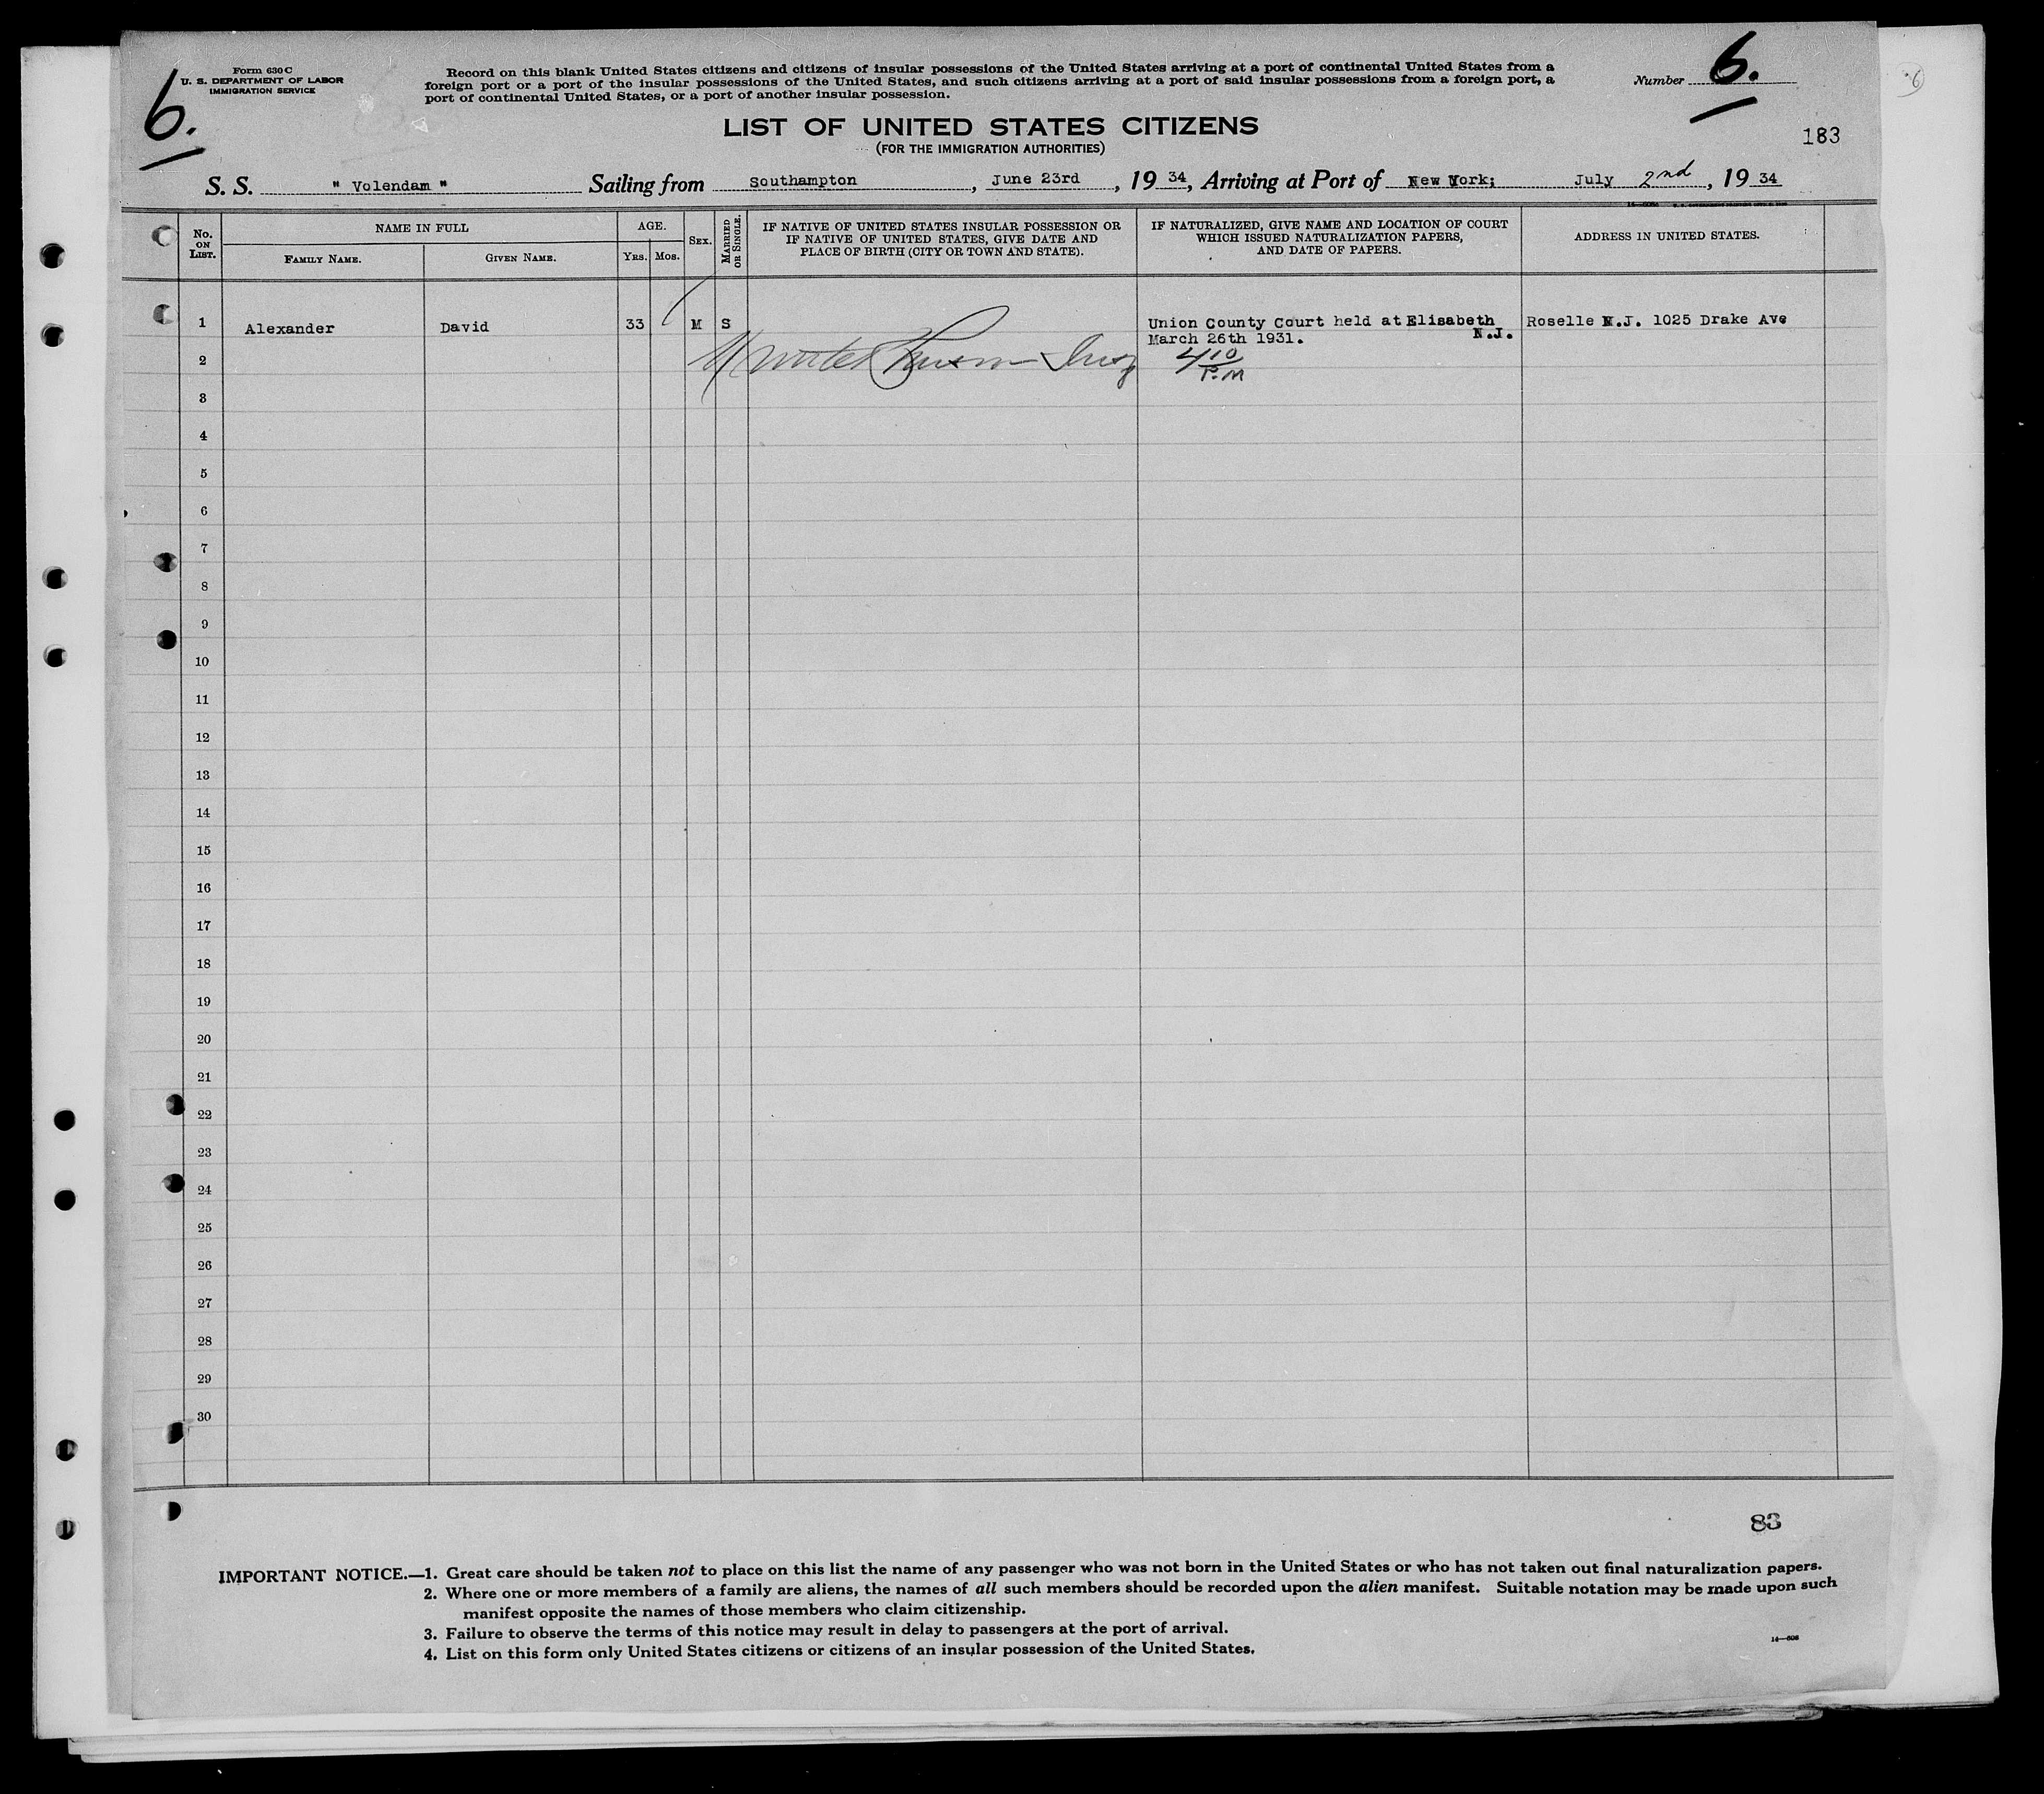 Form 630 C
U. S. DEPARTMENT OF LABOR
IMMIGRATION SERVICE
6.
Record on this blank United States citizens and citizens of insular possessions of the United States arriving at a port of continental United States from a
foreign port or a port of the insular possessions of the United States, and such citizens arriving at a port of said insular possessions from a foreign port, a
port of continental United States, or a port of another insular possession.
Number 6.
6
LIST OF UNITED STATES CITIZENS
(FOR THE IMMIGRATION AUTHORITIES)
183
S. S. " Volendam " Sailing from Southampton, June 23rd, 19 34, Arriving at Port of New York; July 2nd, 19 34
No. ON LIST.
NAME IN FULL
FAMILY NAME.
GIVEN NAME.
AGE.
YRS. MOS.
SEX.
MARRIED OR SINGLE.
IF NATIVE OF UNITED STATES INSULAR POSSESSION OR
IF NATIVE OF UNITED STATES, GIVE DATE AND
PLACE OF BIRTH (CITY OR TOWN AND STATE).
IF NATURALIZED, GIVE NAME AND LOCATION OF COURT
WHICH ISSUED NATURALIZATION PAPERS,
AND DATE OF PAPERS.
ADDRESS IN UNITED STATES.
1 Alexander David 33 M S Union County Court held at Elisabeth Roselle N.J. 1025 Drake Ave
March 26th 1931. N.J.
2 4 10
P.M
3
4
5
6
7
8
9
10
11
12
13
14
15
16
17
18
19
20
21
22
23
24
25
26
27
28
29
30
83
IMPORTANT NOTICE.—1. Great care should be taken not to place on this list the name of any passenger who was not born in the United States or who has not taken out final naturalization papers.
2. Where one or more members of a family are aliens, the names of all such members should be recorded upon the alien manifest. Suitable notation may be made upon such
manifest opposite the names of those members who claim citizenship.
3. Failure to observe the terms of this notice may result in delay to passengers at the port of arrival.
4. List on this form only United States citizens or citizens of an insular possession of the United States.